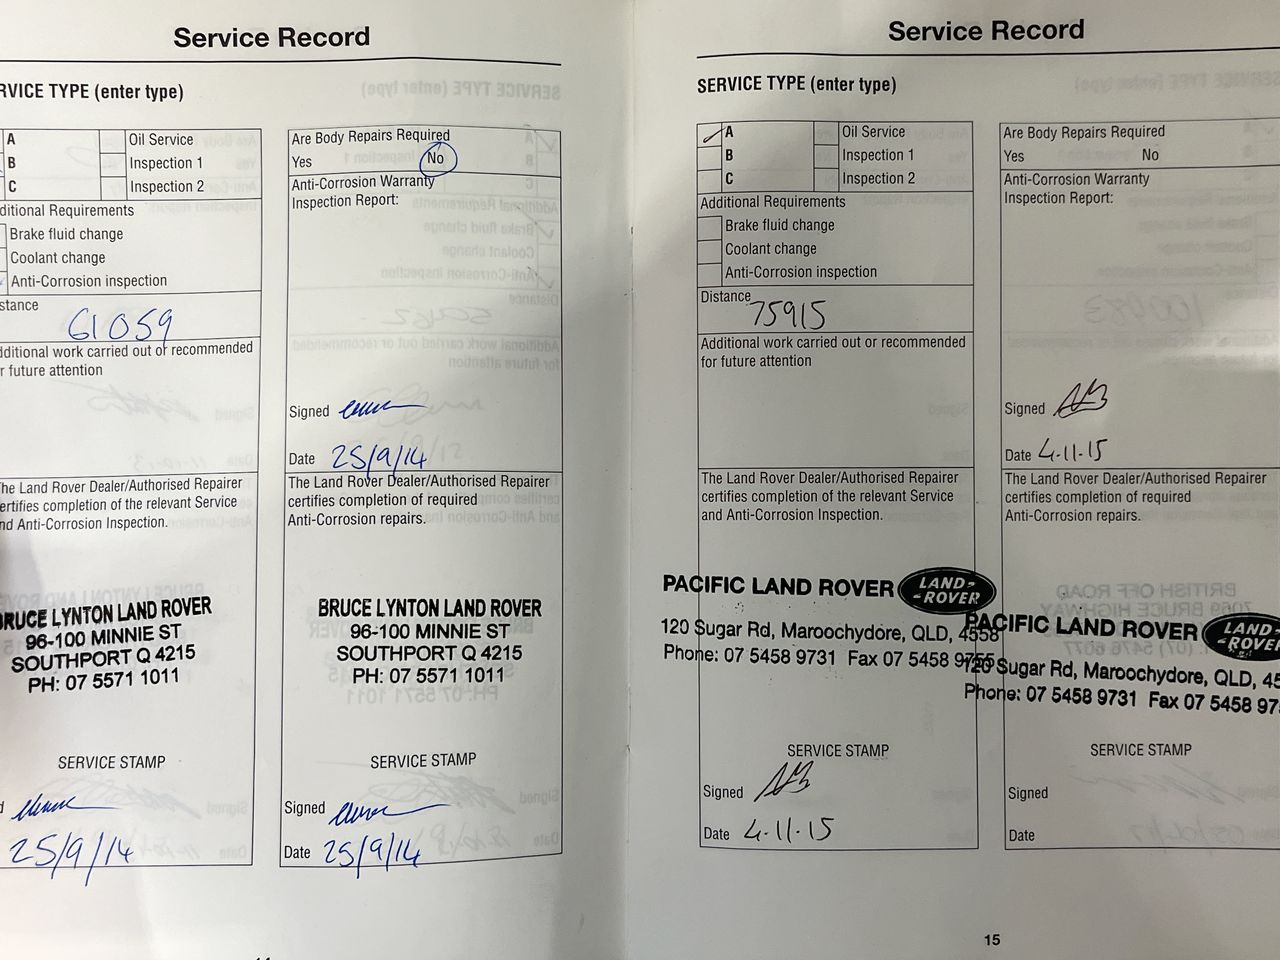 Service Record
RVICE TYPE (enter type)
A
Oil Service
B
Inspection 1
C
Inspection 2
ditional Requirements
Brake fluid change
Coolant change
Anti-Corrosion inspection
stance
61059
dditional work carried out or recommended
r future attention
he Land Rover Dealer/Authorised Repairer
ertifies completion of the relevant Service
nd Anti-Corrosion Inspection.
BRUCE LYNTON LAND ROVER
96-100 MINNIE ST
SOUTHPORT Q 4215
PH: 07 5571 1011
SERVICE STAMP
d
25/9/14
Are Body Repairs Required
Yes No
Anti-Corrosion Warranty
Inspection Report:
Signed
Date 25/9/14
The Land Rover Dealer/Authorised Repairer
certifies completion of required
Anti-Corrosion repairs.
BRUCE LYNTON LAND ROVER
96-100 MINNIE ST
SOUTHPORT Q 4215
PH: 07 5571 1011
SERVICE STAMP
Signed
Date 25/9/14
Service Record
SERVICE TYPE (enter type)
A
Oil Service
B
Inspection 1
C
Inspection 2
Additional Requirements
Brake fluid change
Coolant change
Anti-Corrosion inspection
Distance
75915
Additional work carried out or recommended
for future attention
The Land Rover Dealer/Authorised Repairer
certifies completion of the relevant Service
and Anti-Corrosion Inspection.
PACIFIC LAND ROVER LAND-ROVER
120 Sugar Rd, Maroochydore, QLD, 4558
Phone: 07 5458 9731 Fax 07 5458 9755
SERVICE STAMP
Signed
Date 4-11-15
Are Body Repairs Required
Yes No
Anti-Corrosion Warranty
Inspection Report:
Signed
Date 4-11-15
The Land Rover Dealer/Authorised Repairer
certifies completion of required
Anti-Corrosion repairs.
PACIFIC LAND ROVER LAND-ROVER
120 Sugar Rd, Maroochydore, QLD, 45
Phone: 07 5458 9731 Fax 07 5458 97
SERVICE STAMP
Signed
Date
15